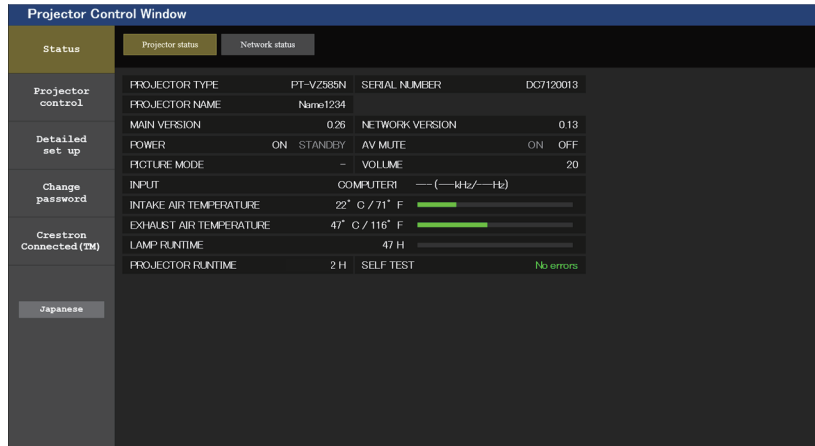 Projector Control Window
Status
Projector status Network status
Projector
control
Detailed
set up
Change
password
Crestron
Connected(TM)
Japanese
PROJECTOR TYPE PT-VZ585N SERIAL NUMBER DC7120013
PROJECTOR NAME Name1234
MAIN VERSION 0.26 NETWORK VERSION 0.13
POWER ON STANDBY AV MUTE ON OFF
PICTURE MODE - VOLUME 20
INPUT COMPUTER1 ---(---kHz/---Hz)
INTAKE AIR TEMPERATURE 22° C / 71° F
EXHAUST AIR TEMPERATURE 47° C / 116° F
LAMP RUNTIME 47 H
PROJECTOR RUNTIME 2 H SELF TEST No errors